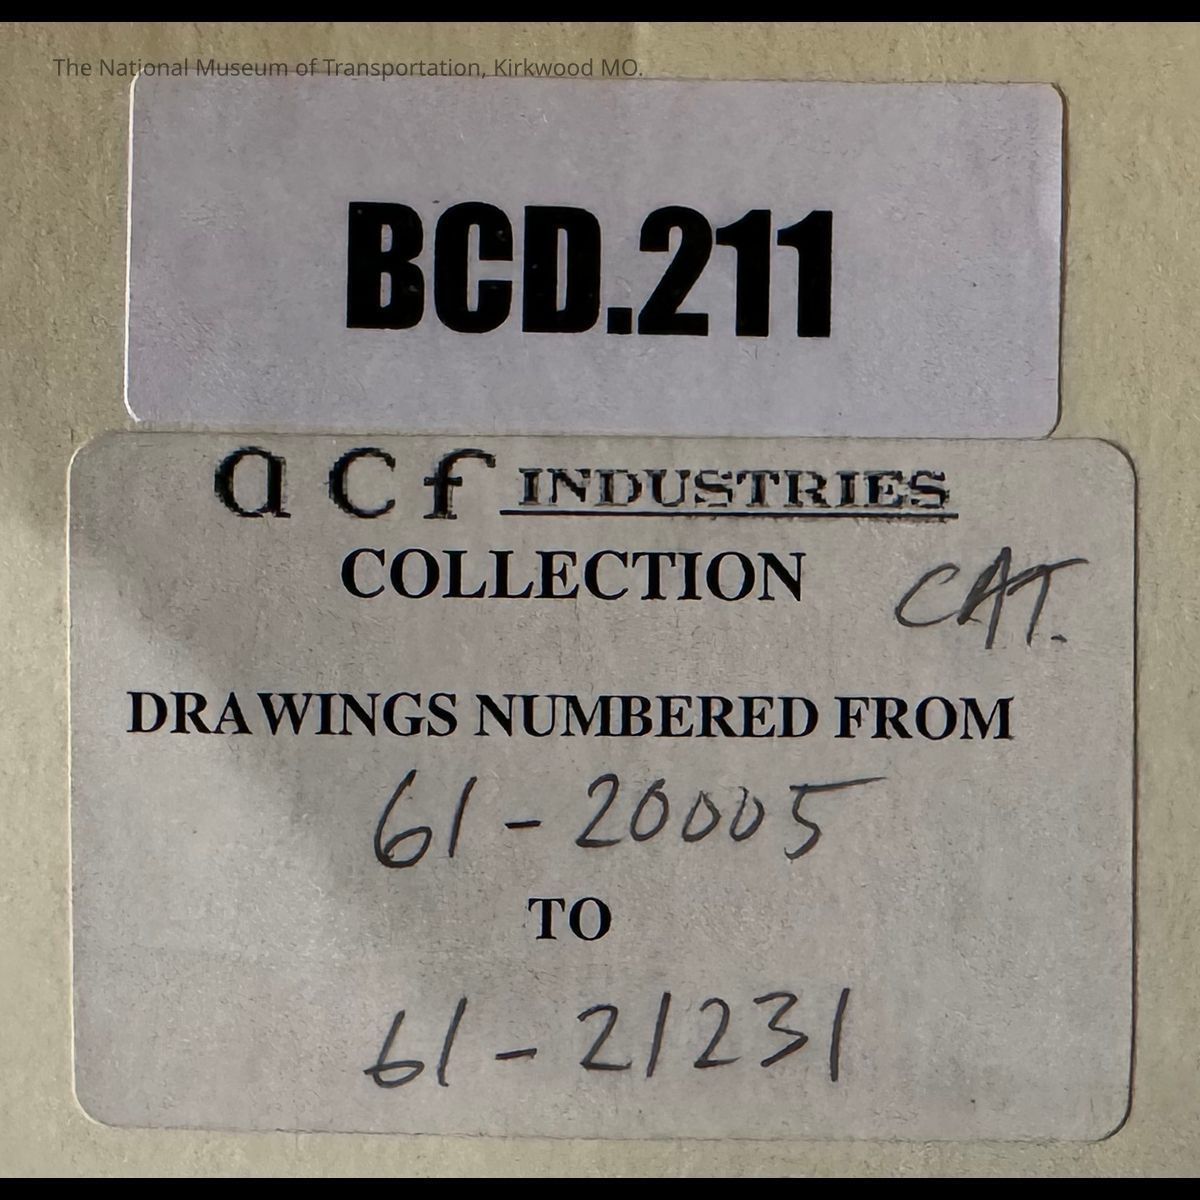 The National Museum of Transportation, Kirkwood MO.
BCD.211
acf INDUSTRIES
COLLECTION
CAT.
DRAWINGS NUMBERED FROM
61-20005
TO
61-21231